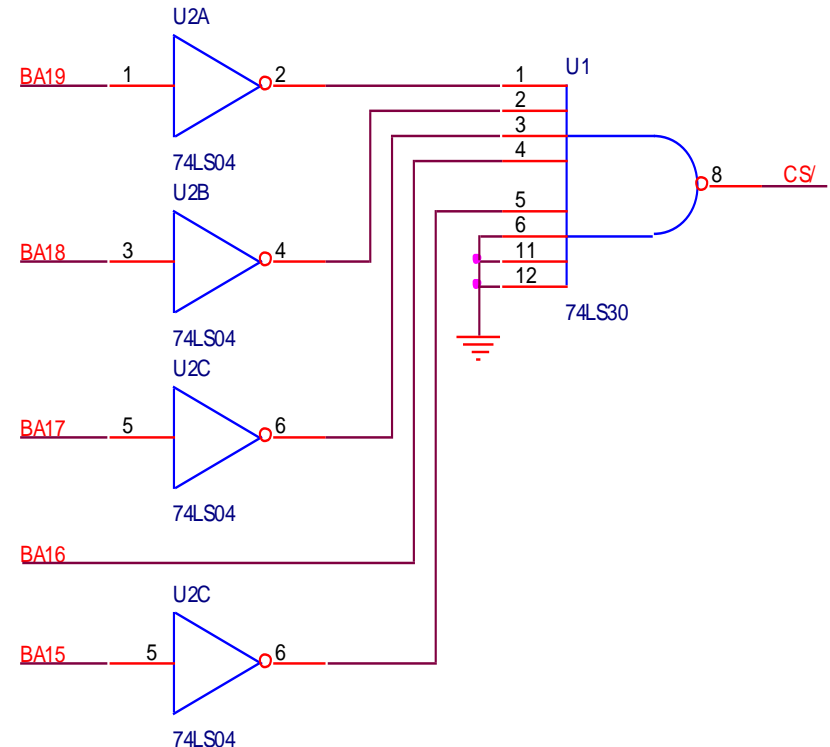 U2A
BA19 1 2
74LS04
U2B
BA18 3 4
74LS04
U2C
BA17 5 6
74LS04
BA16
U2C
BA15 5 6
74LS04
U1
1
2
3
4
5
6
11
12
8 CS/
74LS30